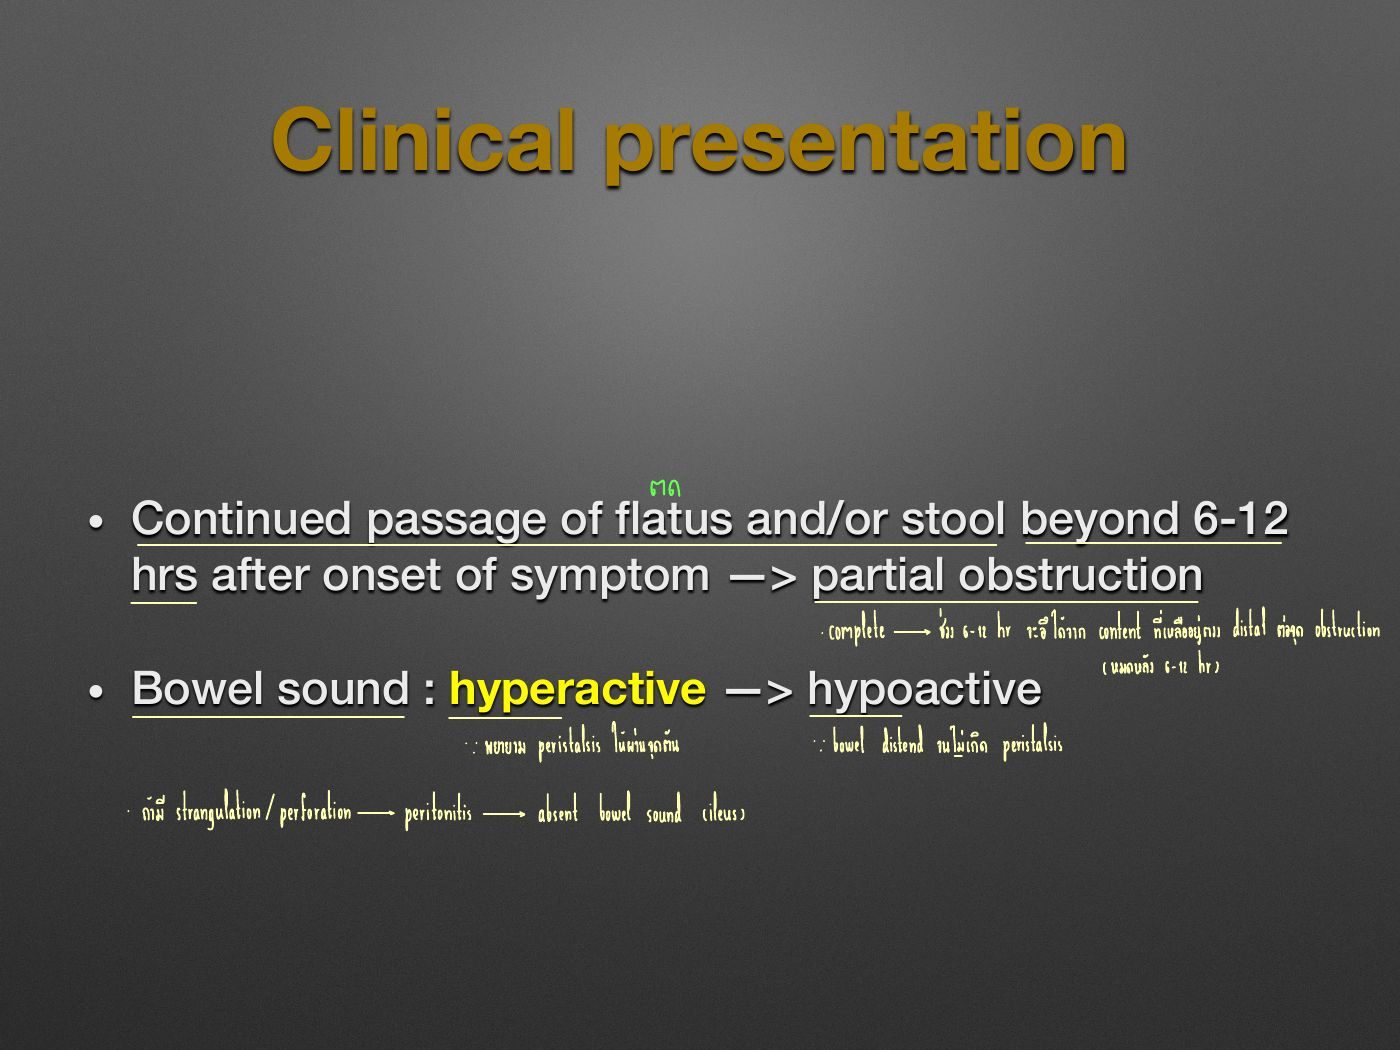 Clinical presentation
ตด
• Continued passage of flatus and/or stool beyond 6-12
hrs after onset of symptom —> partial obstruction
· complete → ช่วง 6-12 hr จะอึได้จาก content ที่เหลืออยู่ตรง distal ต่อจุด obstruction
(หมดหลัง 6-12 hr)
• Bowel sound : hyperactive —> hypoactive
∵ พยายาม peristalsis ให้ผ่านจุดตัน
∵ bowel distend จนไม่เกิด peristalsis
· ถ้ามี strangulation/perforation → peritonitis → absent bowel sound (ileus)